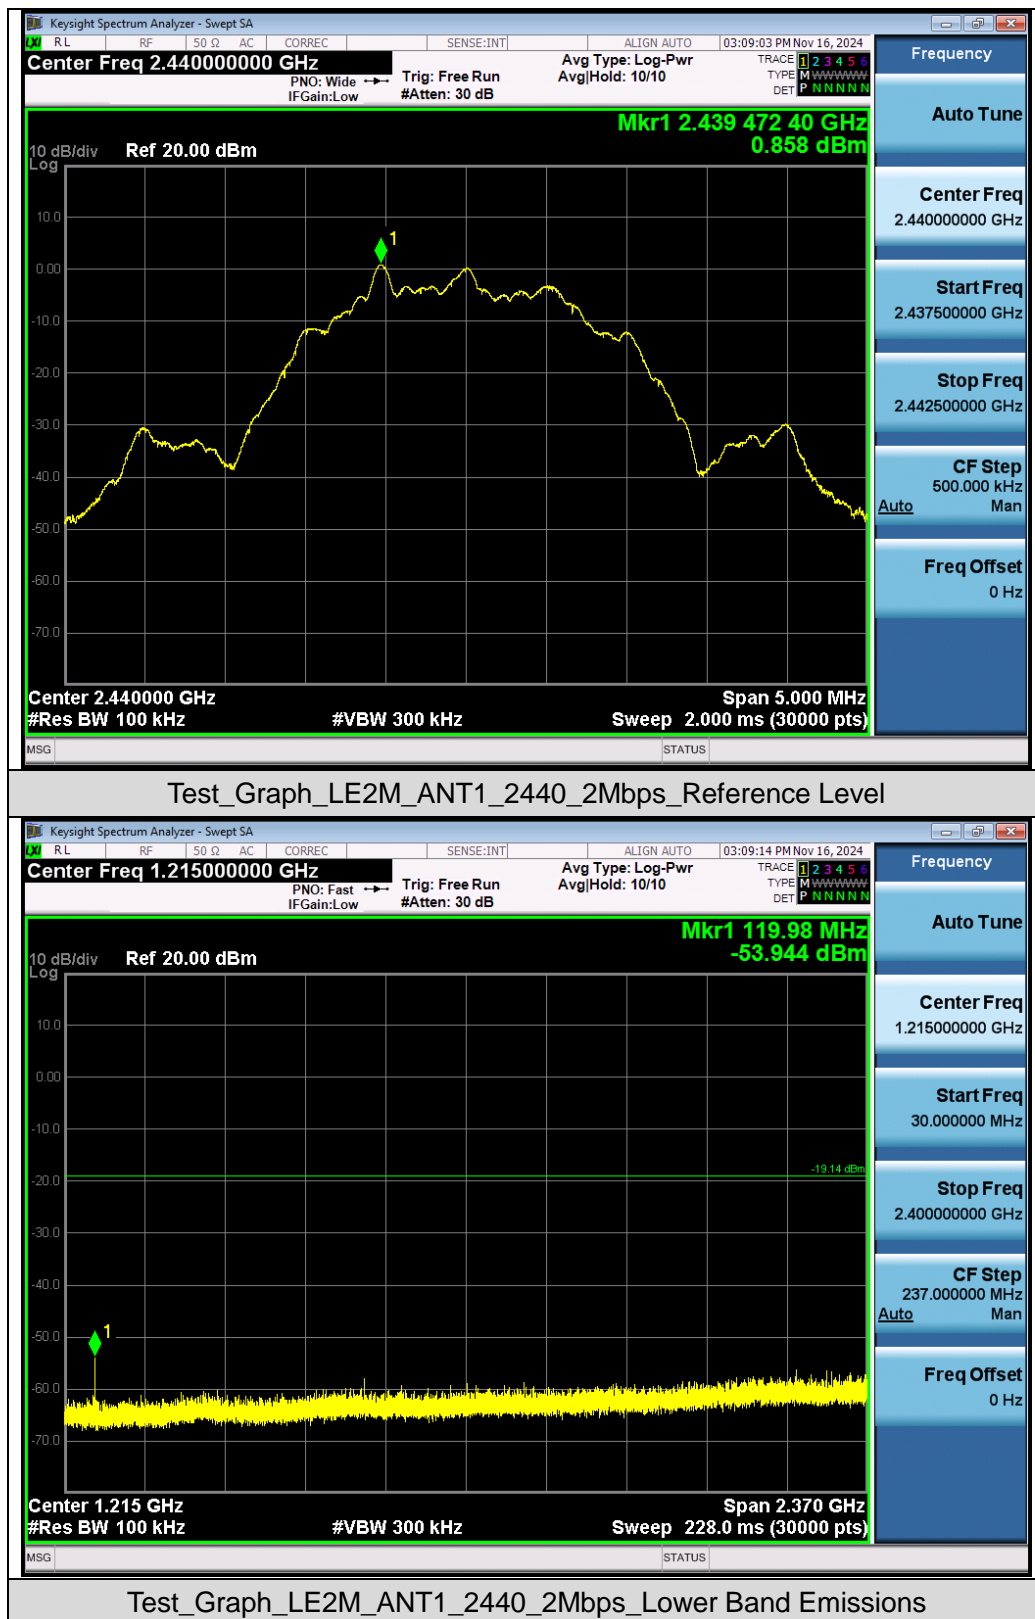 Keysight Spectrum Analyzer - Swept SA
LXI RL RF 50 Ω AC CORREC SENSE:INT ALIGN AUTO 03:09:03 PM Nov 16, 2024
Center Freq 2.440000000 GHz
PNO: Wide
IFGain:Low
Trig: Free Run
#Atten: 30 dB
Avg Type: Log-Pwr
Avg|Hold: 10/10
TRACE 1 2 3 4 5 6
TYPE M WWWWW
DET P N N N N N
Mkr1 2.439 472 40 GHz
0.858 dBm
10 dB/div Ref 20.00 dBm
Log
10.0
0.00
-10.0
-20.0
-30.0
-40.0
-50.0
-60.0
-70.0
1
Center 2.440000 GHz Span 5.000 MHz
#Res BW 100 kHz #VBW 300 kHz Sweep 2.000 ms (30000 pts)
MSG STATUS
Frequency
Auto Tune
Center Freq
2.440000000 GHz
Start Freq
2.437500000 GHz
Stop Freq
2.442500000 GHz
CF Step
500.000 kHz
Auto Man
Freq Offset
0 Hz
Test_Graph_LE2M_ANT1_2440_2Mbps_Reference Level
Keysight Spectrum Analyzer - Swept SA
LXI RL RF 50 Ω AC CORREC SENSE:INT ALIGN AUTO 03:09:14 PM Nov 16, 2024
Center Freq 1.215000000 GHz
PNO: Fast
IFGain:Low
Trig: Free Run
#Atten: 30 dB
Avg Type: Log-Pwr
Avg|Hold: 10/10
TRACE 1 2 3 4 5 6
TYPE M WWWWW
DET P N N N N N
Mkr1 119.98 MHz
-53.944 dBm
10 dB/div Ref 20.00 dBm
Log
10.0
0.00
-10.0
-19.14 dBm
-20.0
-30.0
-40.0
-50.0
-60.0
-70.0
1
Center 1.215 GHz Span 2.370 GHz
#Res BW 100 kHz #VBW 300 kHz Sweep 228.0 ms (30000 pts)
MSG STATUS
Frequency
Auto Tune
Center Freq
1.215000000 GHz
Start Freq
30.000000 MHz
Stop Freq
2.400000000 GHz
CF Step
237.000000 MHz
Auto Man
Freq Offset
0 Hz
Test_Graph_LE2M_ANT1_2440_2Mbps_Lower Band Emissions